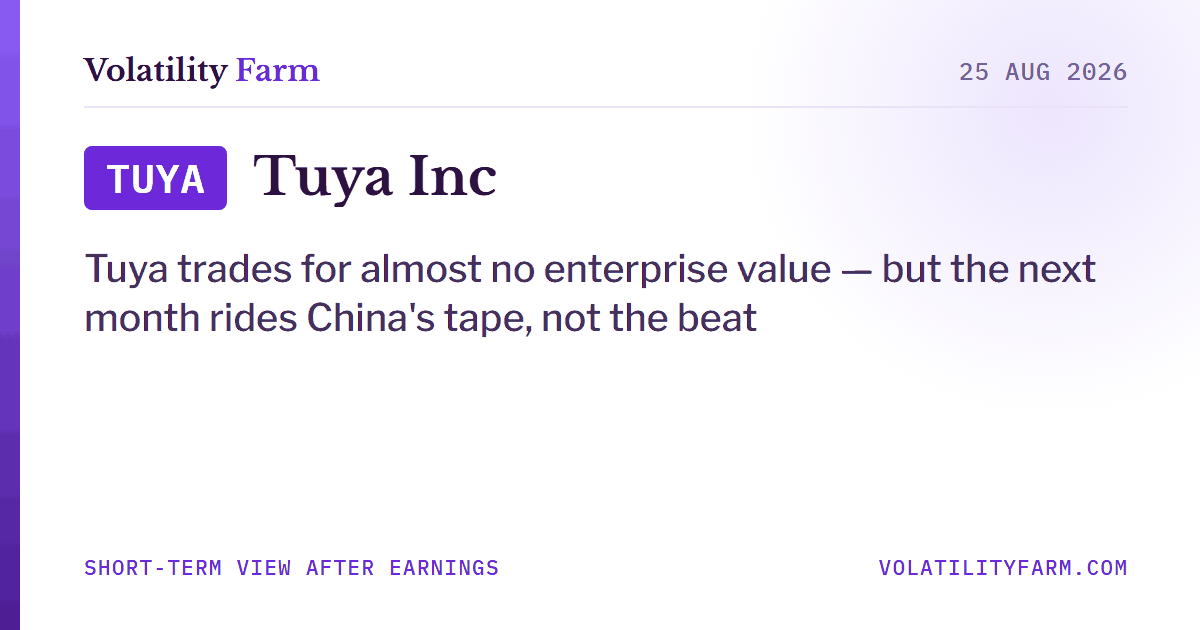 Volatility Farm
25 AUG 2026
TUYA Tuya Inc
Tuya trades for almost no enterprise value — but the next
month rides China's tape, not the beat
SHORT-TERM VIEW AFTER EARNINGS
VOLATILITYFARM.COM